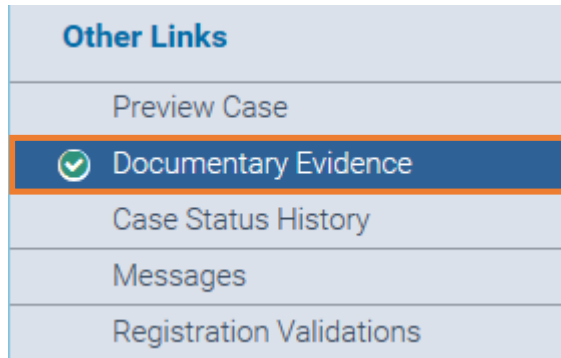 Other Links
Preview Case
Documentary Evidence
Case Status History
Messages
Registration Validations